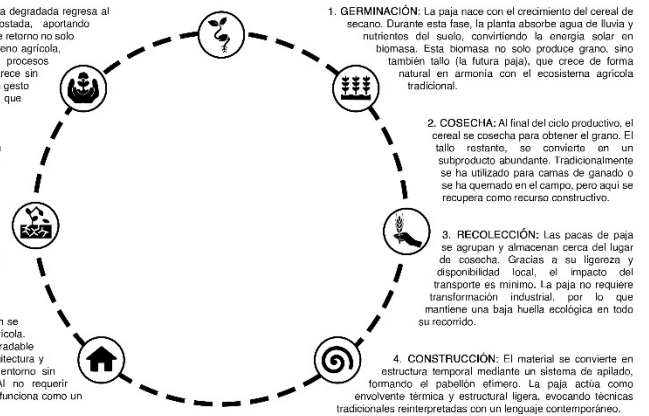 1. GERMINACIÓN: La paja nace con el crecimiento del cereal de
secano. Durante esta fase, la planta absorbe agua de lluvia y
nutrientes del suelo, convirtiendo la energía solar en
biomasa. Esta biomasa no solo produce grano, sino
también tallo (la futura paja), que crece de forma
natural en armonía con el ecosistema agrícola
tradicional.
2. COSECHA: Al final del ciclo productivo, el
cereal se cosecha para obtener el grano. El
tallo restante, se convierte en un
subproducto abundante. Tradicionalmente
se ha utilizado para camas de ganado o
se ha quemado en el campo, pero aquí se
recupera como recurso constructivo.
3. RECOLECCIÓN: Las pacas de paja
se agrupan y almacenan cerca del lugar
de cosecha. Gracias a su ligereza y
disponibilidad local, el impacto del
transporte es mínimo. La paja no requiere
transformación industrial, por lo que
mantiene una baja huella ecológica en todo
su recorrido.
4. CONSTRUCCIÓN: El material se convierte en
estructura temporal mediante un sistema de apilado,
formando el pabellón efímero. La paja actúa como
envolvente térmica y estructural ligera, evocando técnicas
tradicionales reinterpretadas con un lenguaje contemporáneo.
a degradada regresa al
ostada, aportando
retorno no solo
reno agrícola,
procesos
rece sin
gesto
que
se
ícola.
radable
itectura y
entorno sin
Al no requerir
funciona como un